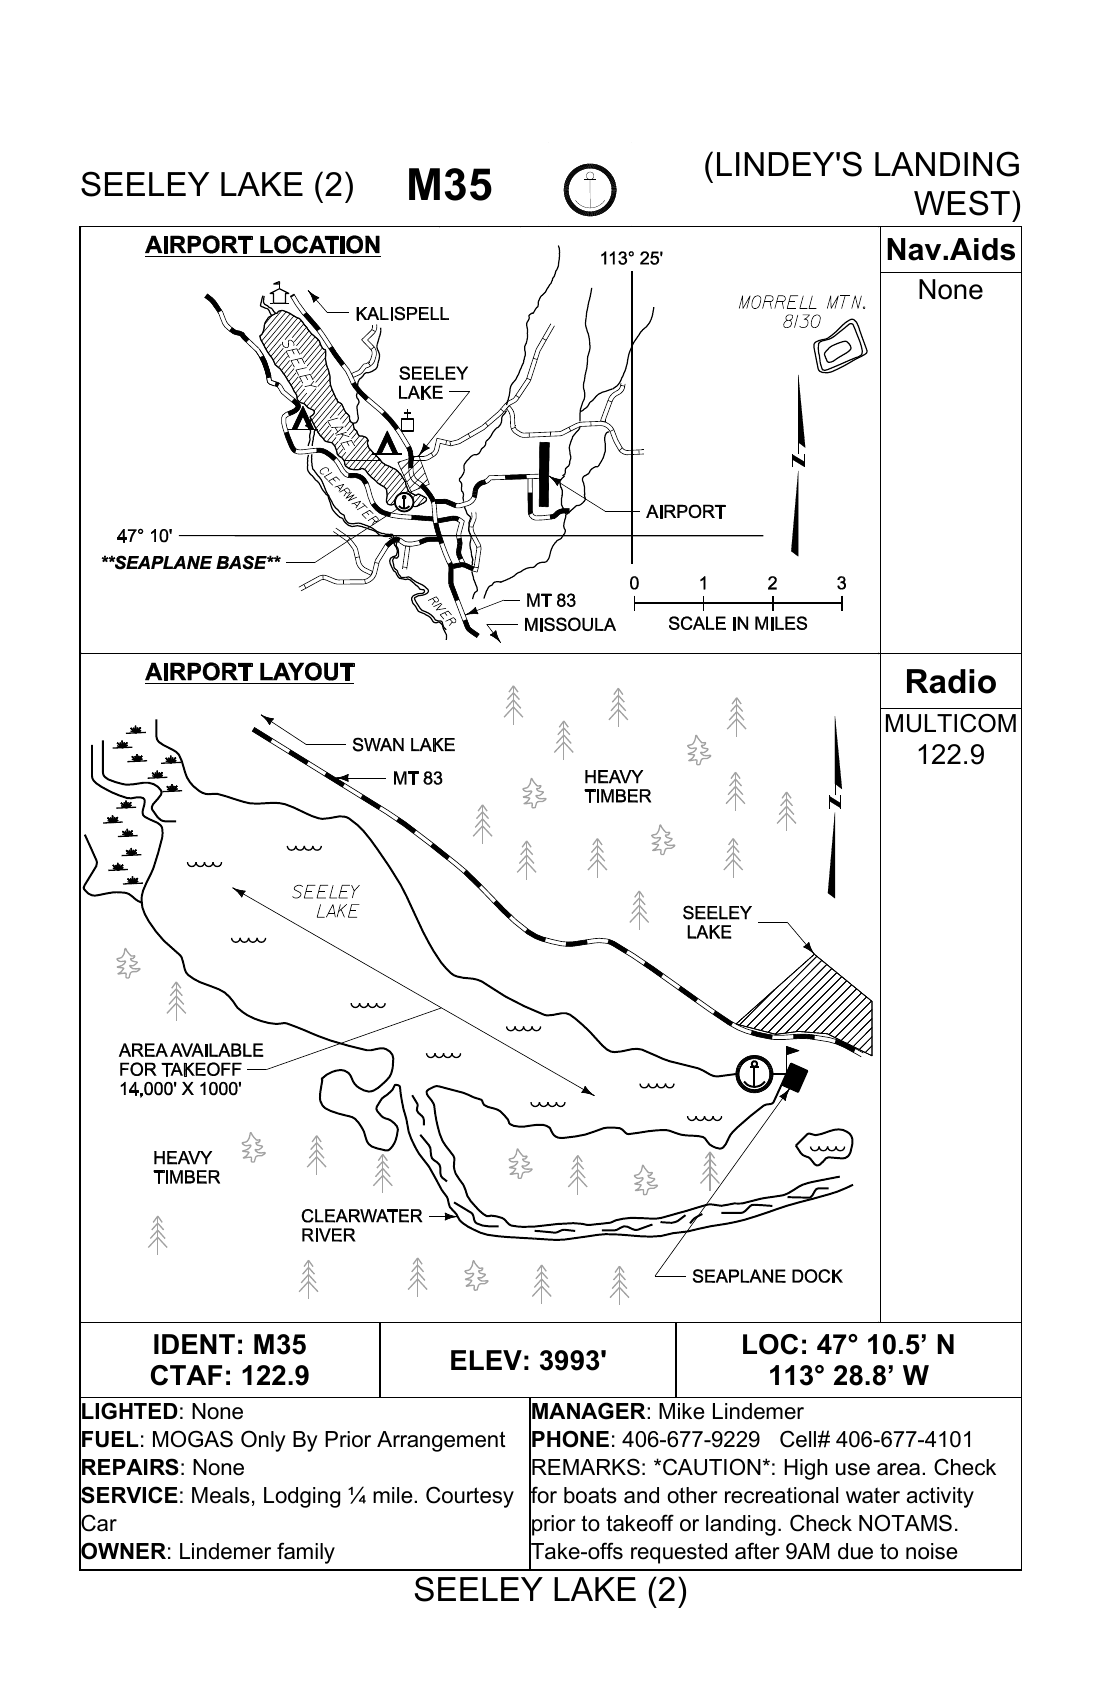 SEELEY LAKE (2)
M35
(LINDEY'S LANDING
WEST)
AIRPORT LOCATION
113° 25'
KALISPELL
MORRELL MTN.
8130
SEELEY
LAKE
SEELEY
LAKE
CLEARWATER
N
AIRPORT
47° 10'
**SEAPLANE BASE**
RIVER
MT 83
MISSOULA
0 1 2 3
SCALE IN MILES
Nav.Aids
None
AIRPORT LAYOUT
SWAN LAKE
MT 83
HEAVY
TIMBER
N
SEELEY
LAKE
SEELEY
LAKE
AREA AVAILABLE
FOR TAKEOFF
14,000' X 1000'
HEAVY
TIMBER
CLEARWATER
RIVER
SEAPLANE DOCK
Radio
MULTICOM
122.9
IDENT: M35
CTAF: 122.9
ELEV: 3993'
LOC: 47° 10.5’ N
113° 28.8’ W
LIGHTED: None
FUEL: MOGAS Only By Prior Arrangement
REPAIRS: None
SERVICE: Meals, Lodging ¼ mile. Courtesy
Car
OWNER: Lindemer family
MANAGER: Mike Lindemer
PHONE: 406-677-9229 Cell# 406-677-4101
REMARKS: *CAUTION*: High use area. Check
for boats and other recreational water activity
prior to takeoff or landing. Check NOTAMS.
Take-offs requested after 9AM due to noise
SEELEY LAKE (2)